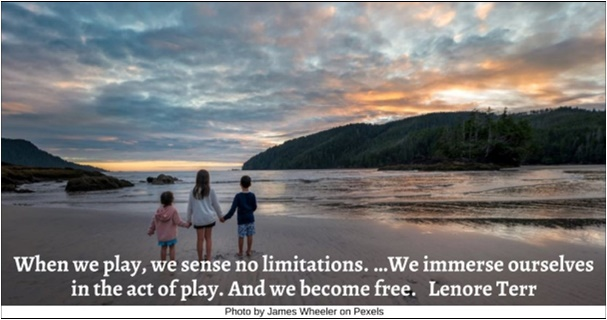 When we play, we sense no limitations. ...We immerse ourselves
in the act of play. And we become free. Lenore Terr
Photo by James Wheeler on Pexels